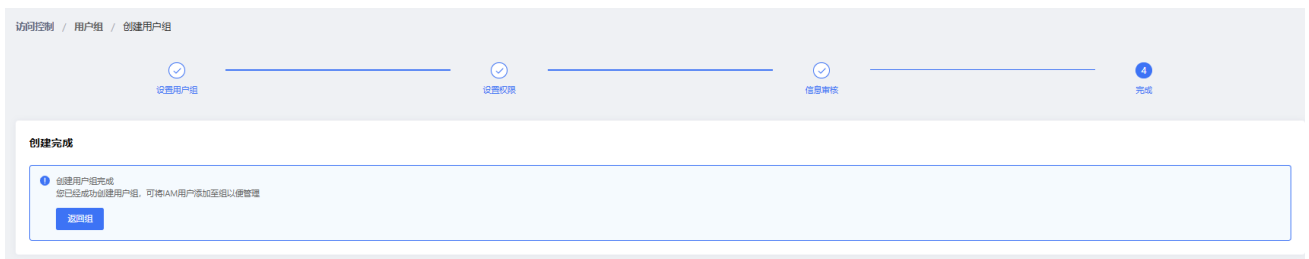 访问控制 / 用户组 / 创建用户组
设置用户组
设置权限
信息审核
4
完成
创建完成
创建用户组完成
您已经成功创建用户组，可将IAM用户添加至组以便管理
返回组